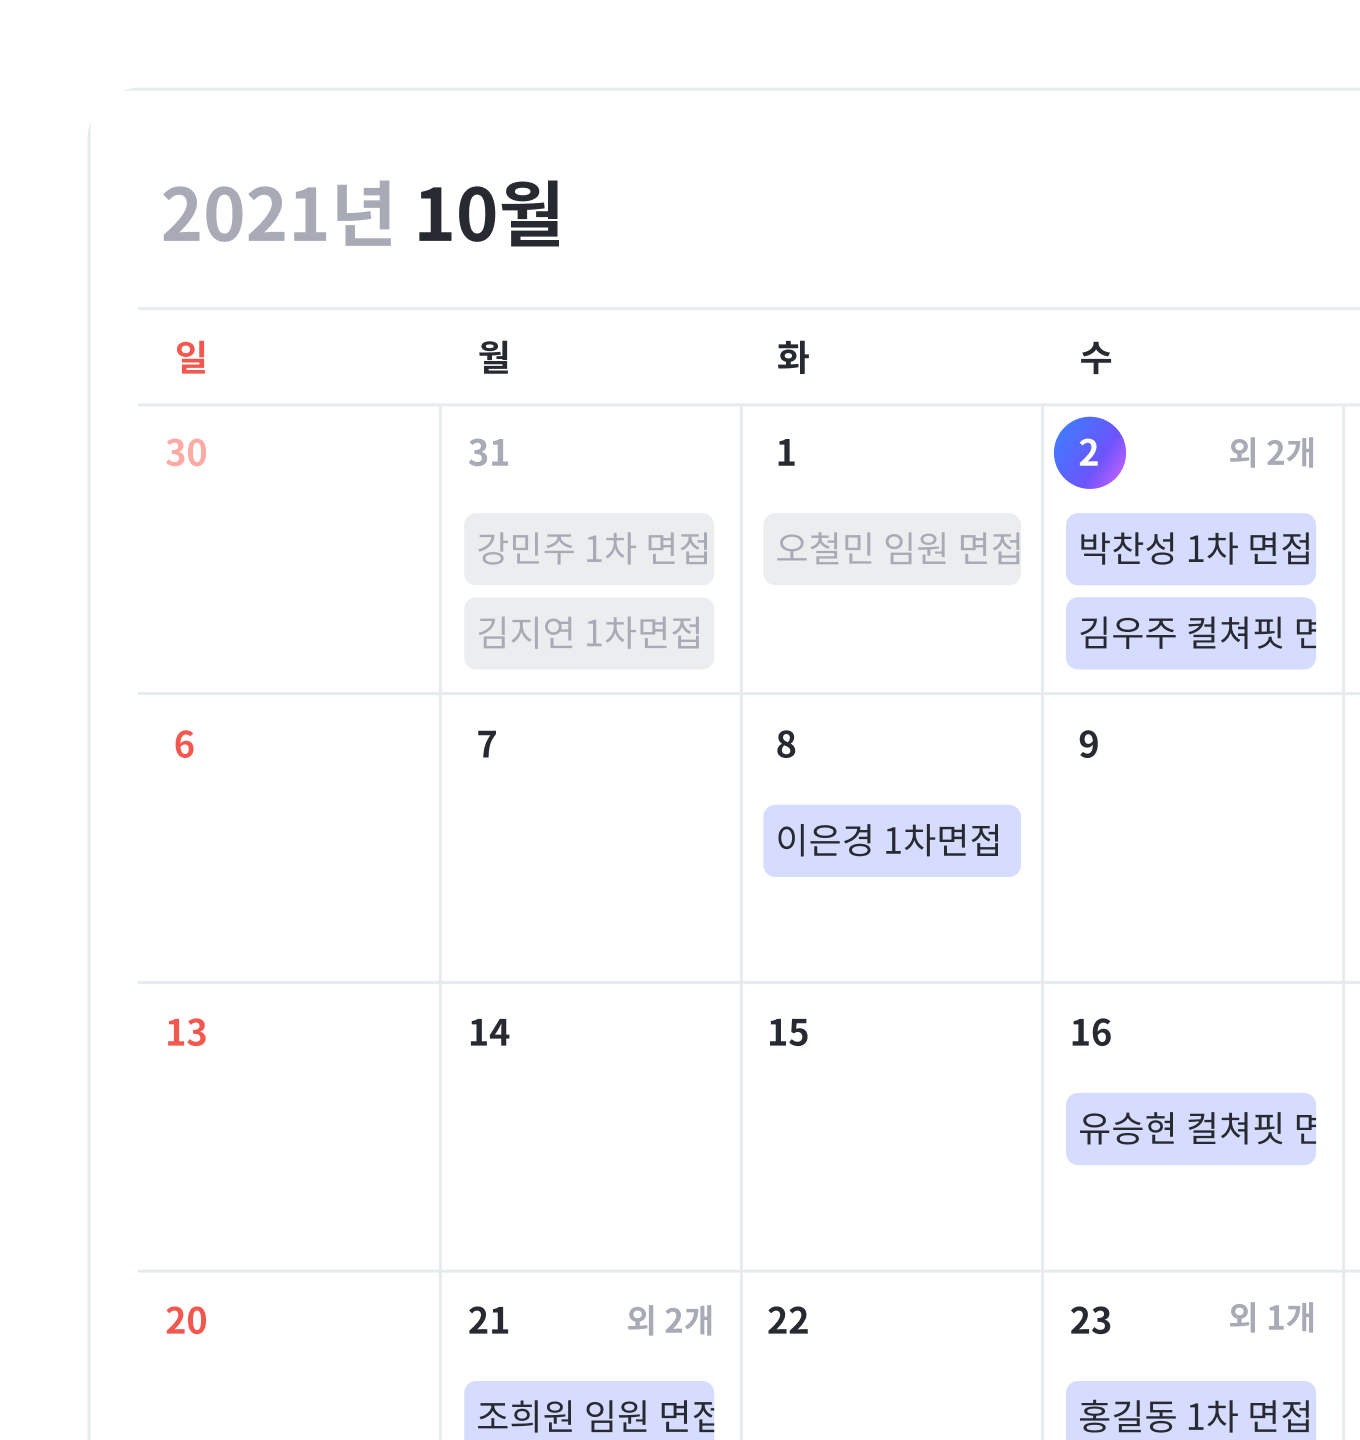 2021년 10월
일 월 화 수
30 31 1 2 외 2개
강민주 1차 면접 오철민 임원 면접 박찬성 1차 면접
김지연 1차면접 김우주 컬쳐핏 면
6 7 8 9
이은경 1차면접
13 14 15 16
유승현 컬쳐핏 면
20 21 외 2개 22 23 외 1개
조희원 임원 면접 홍길동 1차 면접